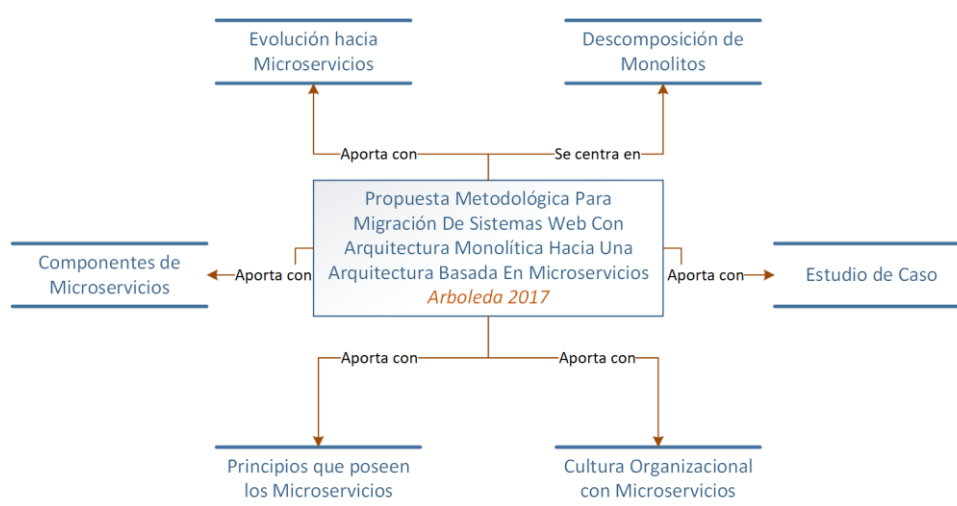 Evolución hacia
Microservicios
Descomposición de
Monolitos
Aporta con
Se centra en
Propuesta Metodológica Para
Migración De Sistemas Web Con
Arquitectura Monolítica Hacia Una
Arquitectura Basada En Microservicios
Arboleda 2017
Componentes de
Microservicios
Aporta con
Aporta con
Estudio de Caso
Aporta con
Aporta con
Principios que poseen
los Microservicios
Cultura Organizacional
con Microservicios